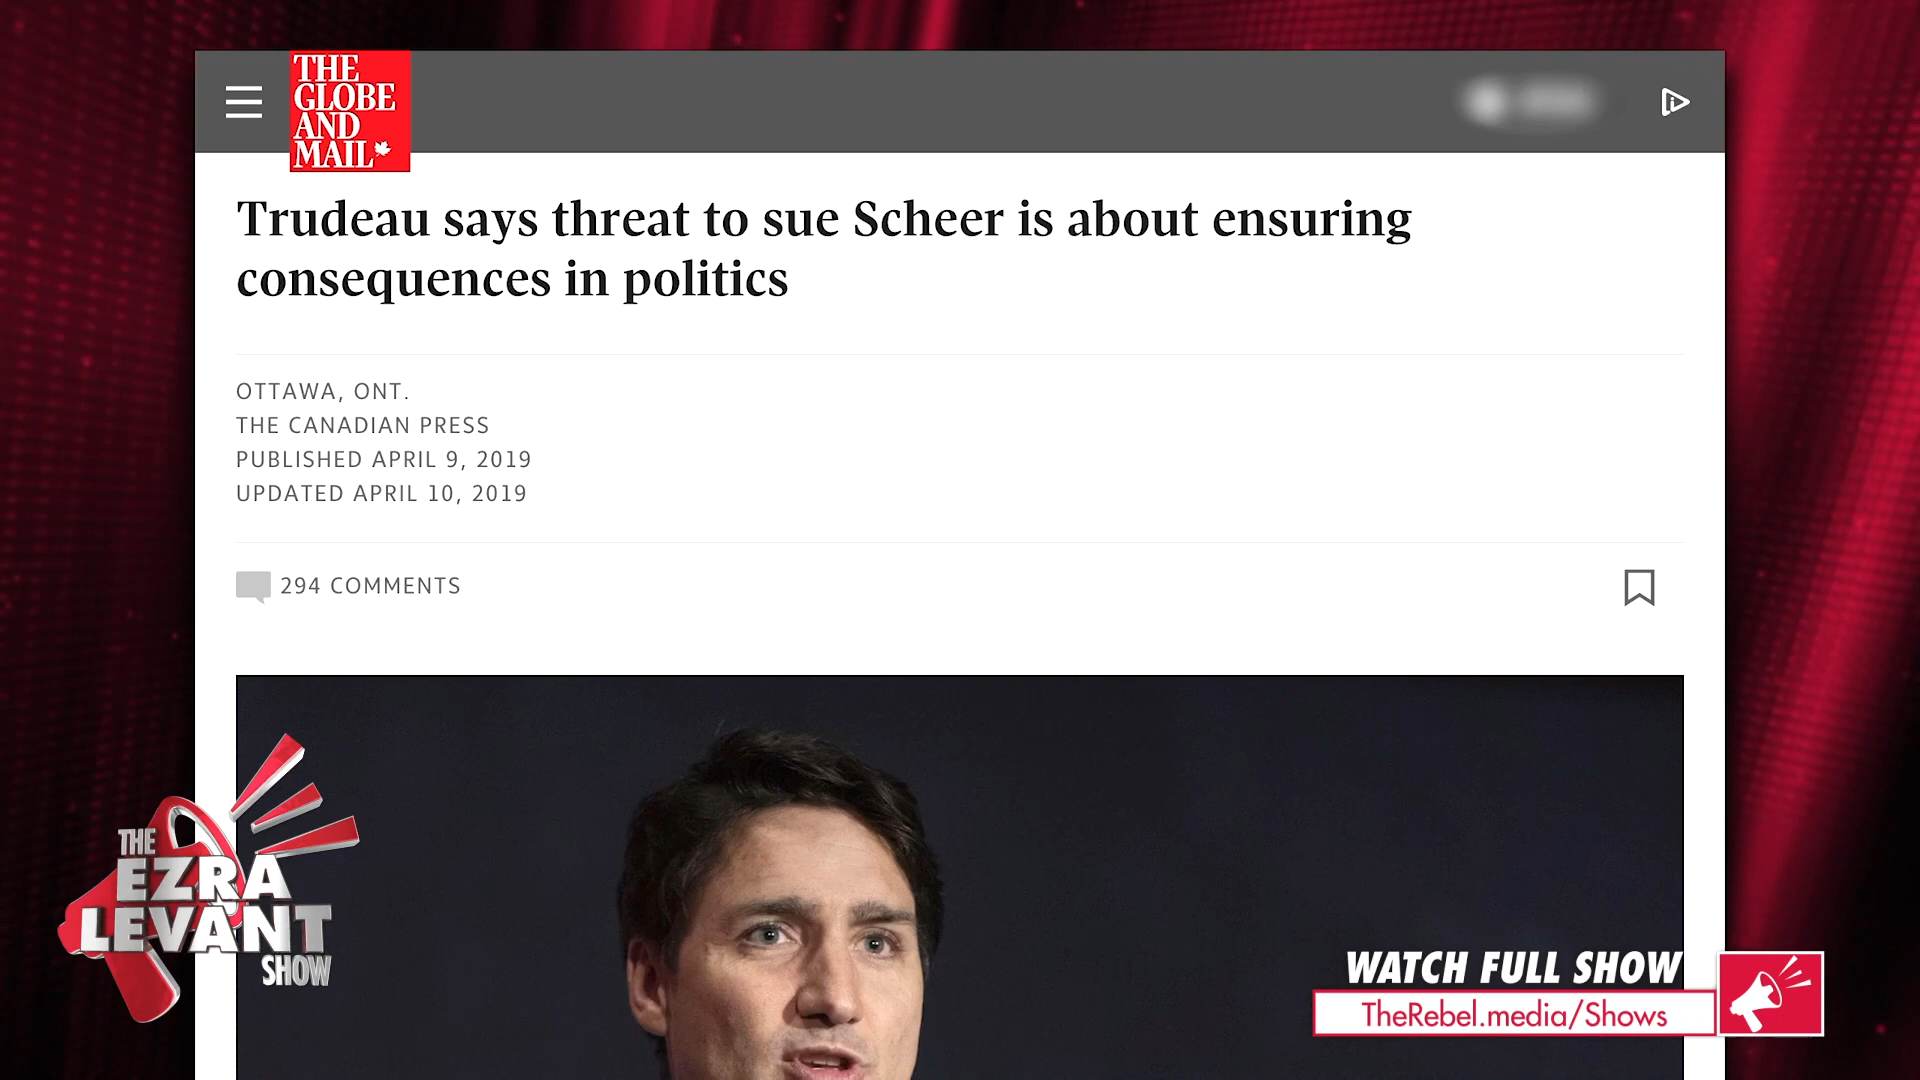 THE
GLOBE
AND
MAIL
Trudeau says threat to sue Scheer is about ensuring
consequences in politics
OTTAWA, ONT.
THE CANADIAN PRESS
PUBLISHED APRIL 9, 2019
UPDATED APRIL 10, 2019
294 COMMENTS
THE
EZRA
LEVANT
SHOW
WATCH FULL SHOW
TheRebel.media/Shows